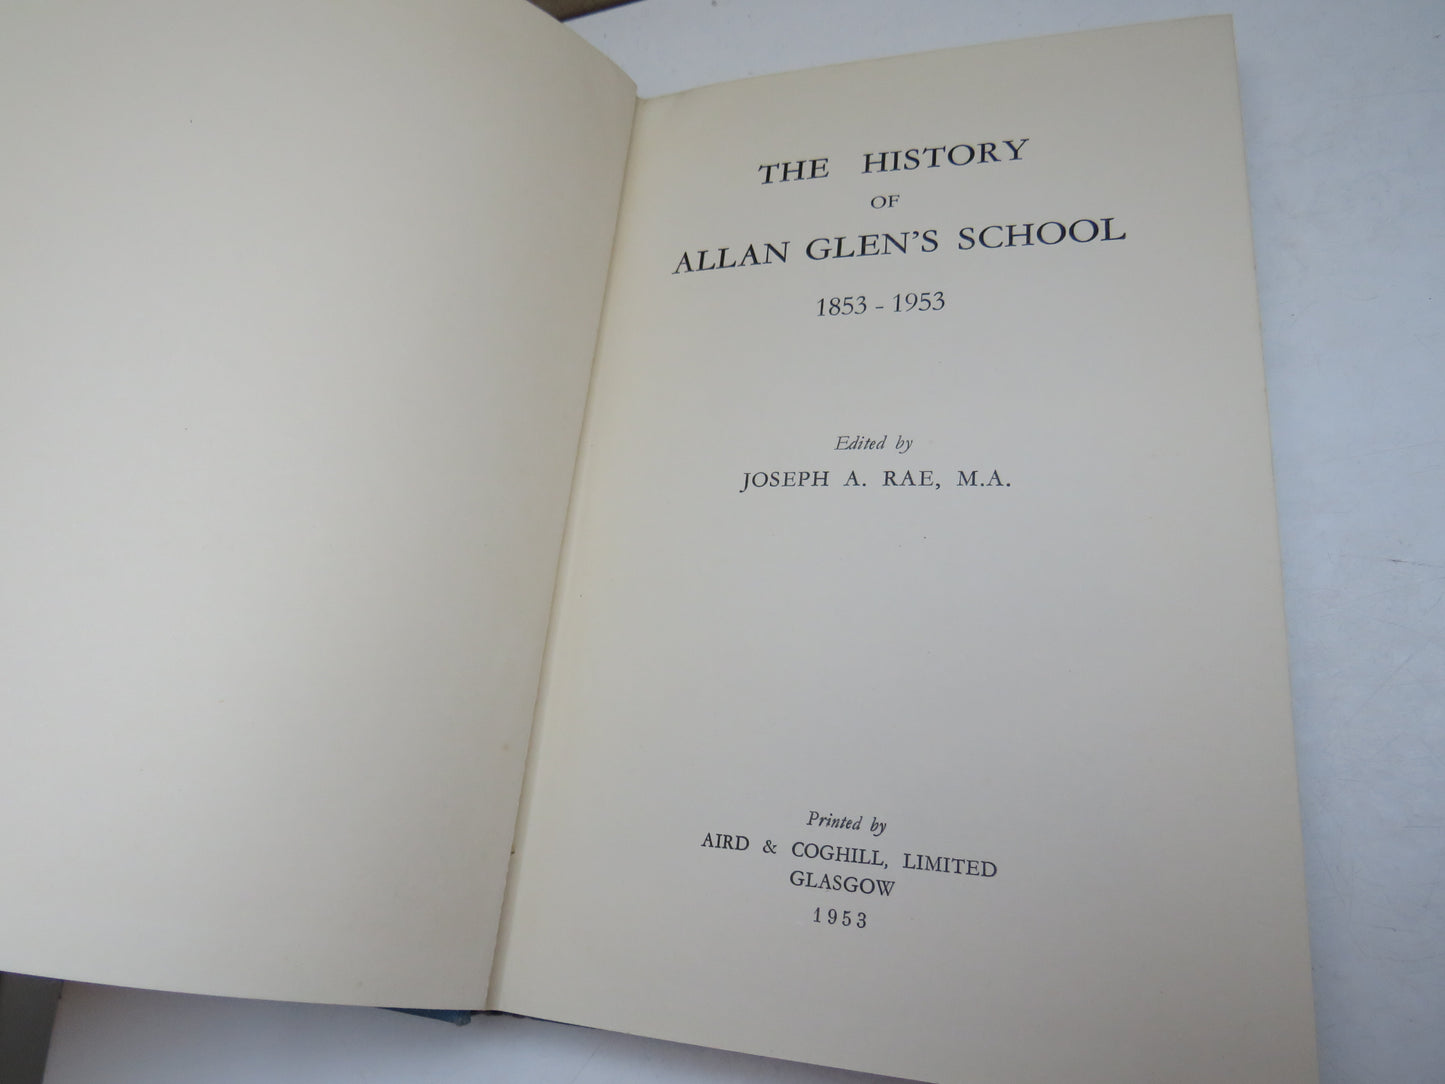 THE HISTORY
OF
ALLAN GLEN'S SCHOOL
1853 - 1953
Edited by
JOSEPH A. RAE, M.A.
Printed by
AIRD & COGHILL, LIMITED
GLASGOW
1953